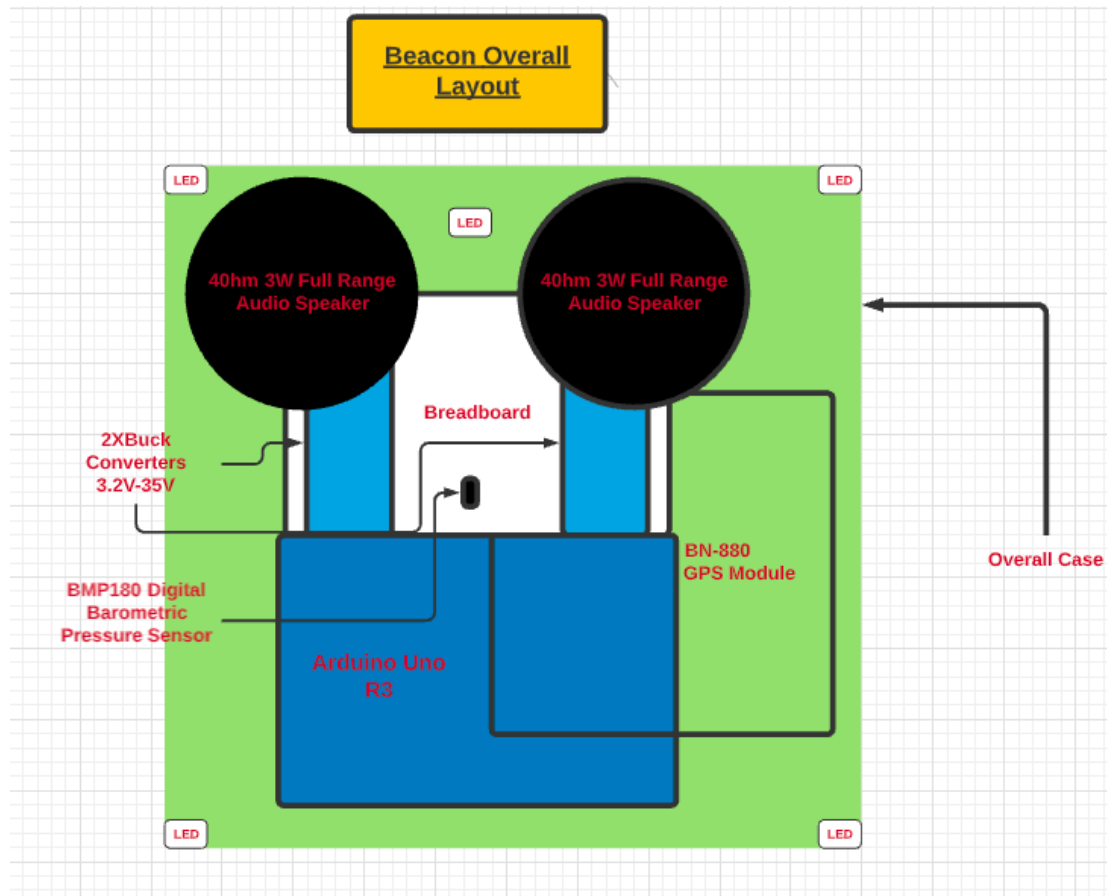 Beacon Overall
Layout
LED
LED
LED
40hm 3W Full Range
Audio Speaker
40hm 3W Full Range
Audio Speaker
Breadboard
2XBuck
Converters
3.2V-35V
BN-880
GPS Module
Overall Case
BMP180 Digital
Barometric
Pressure Sensor
Arduino Uno
R3
LED
LED